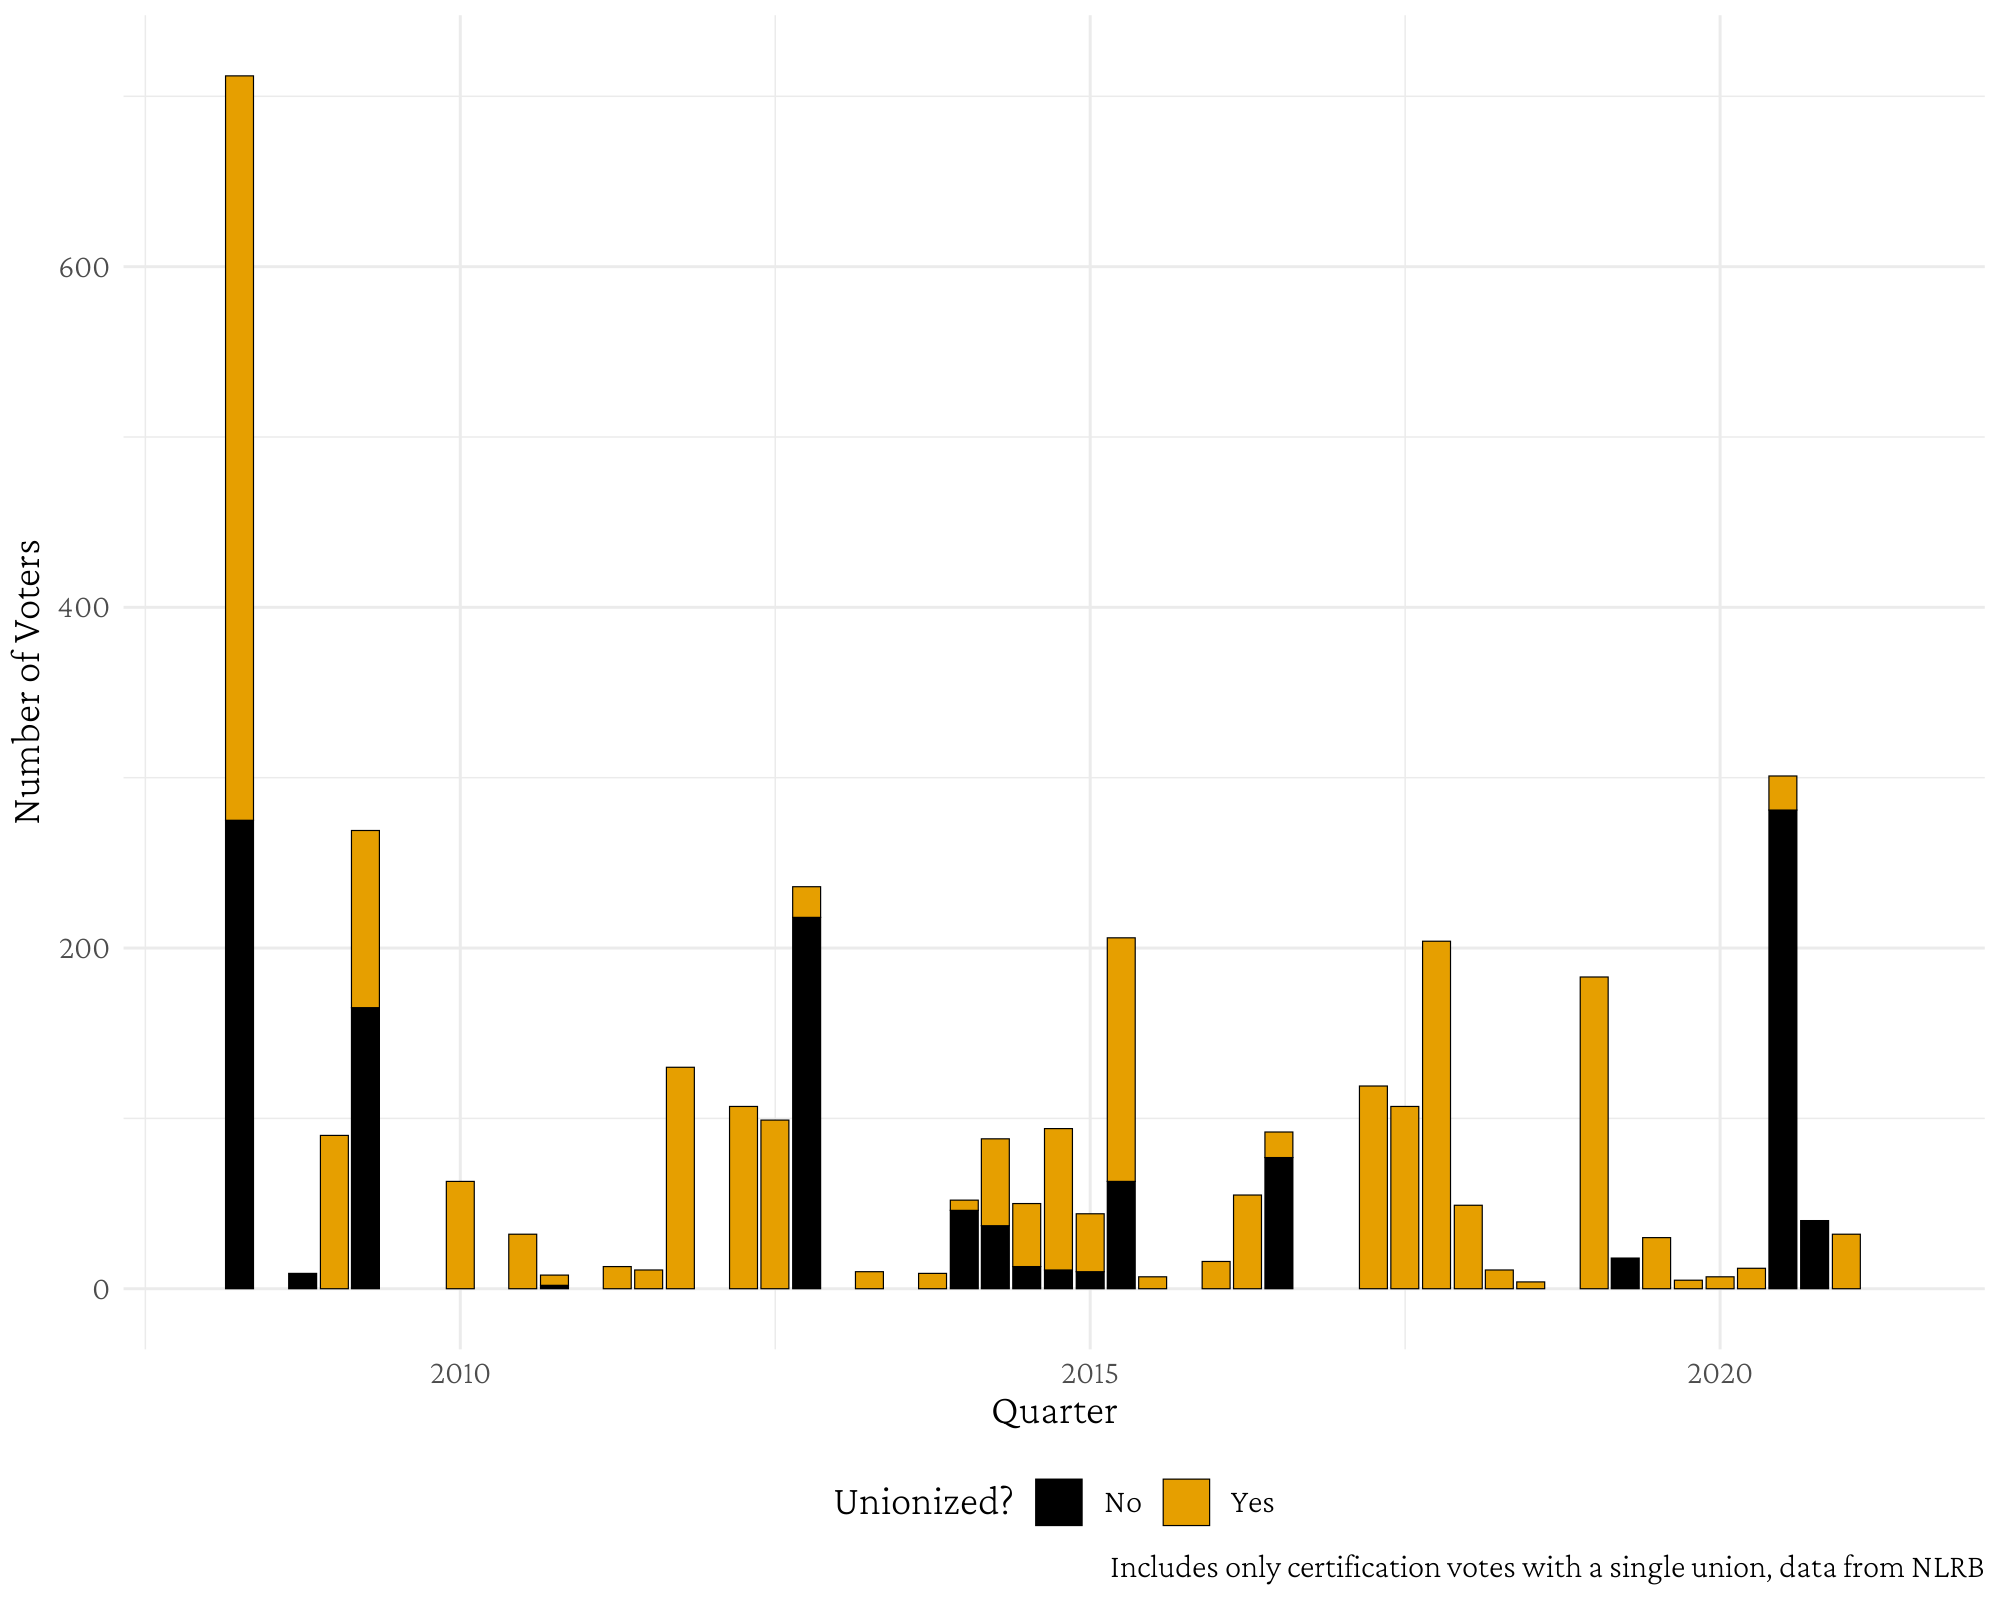 600
400
200
0
Number of Voters
2010 2015 2020
Quarter
Unionized? No Yes
Includes only certification votes with a single union, data from NLRB